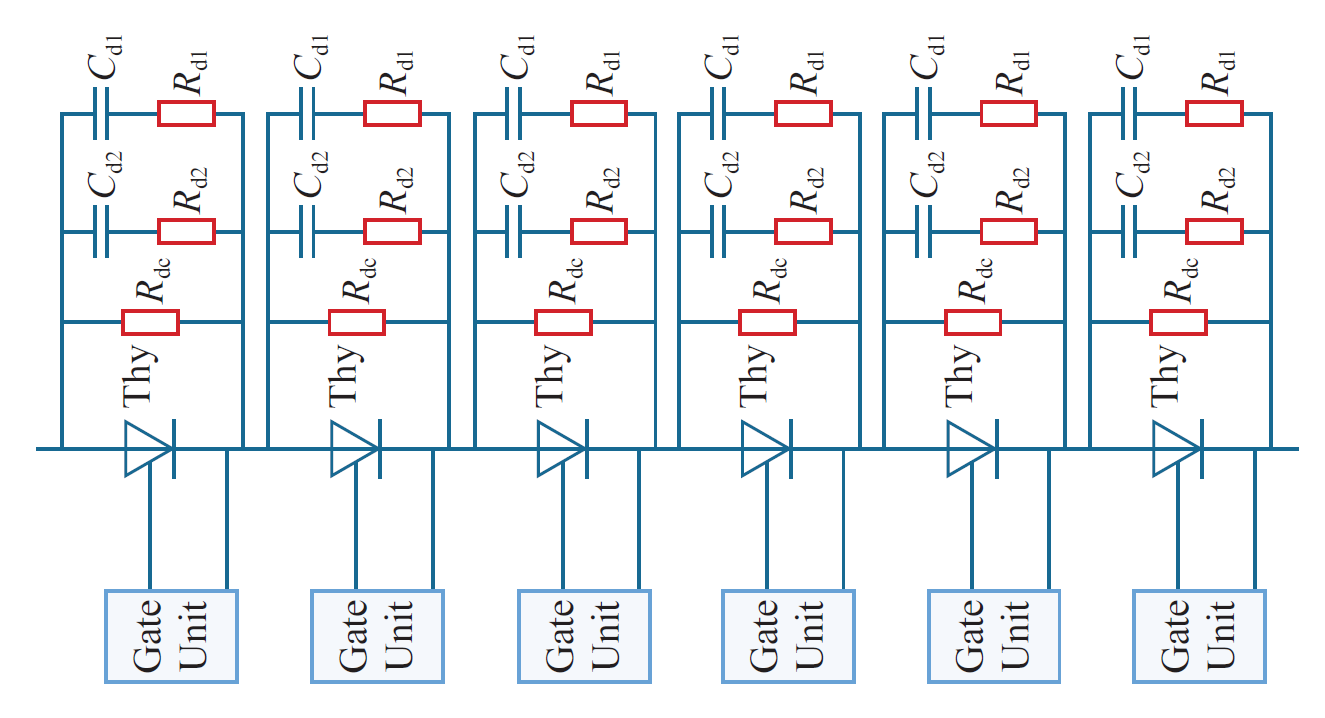 Cd1
Rd1
Cd2
Rd2
Rdc
Thy
Gate
Unit
Cd1
Rd1
Cd2
Rd2
Rdc
Thy
Gate
Unit
Cd1
Rd1
Cd2
Rd2
Rdc
Thy
Gate
Unit
Cd1
Rd1
Cd2
Rd2
Rdc
Thy
Gate
Unit
Cd1
Rd1
Cd2
Rd2
Rdc
Thy
Gate
Unit
Cd1
Rd1
Cd2
Rd2
Rdc
Thy
Gate
Unit